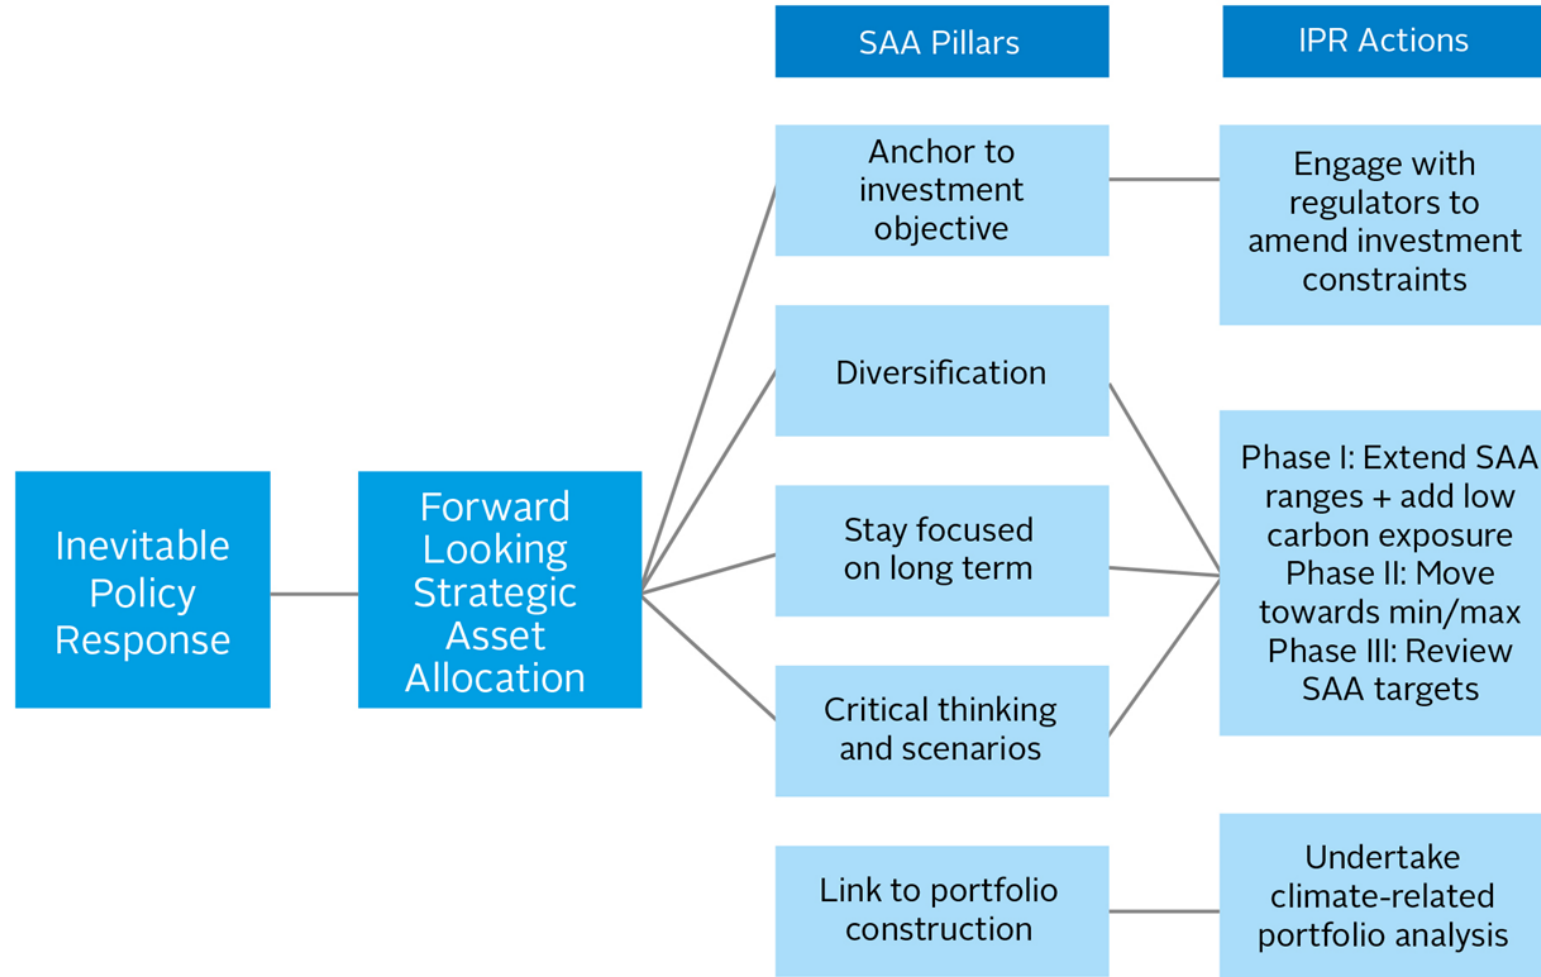 SAA Pillars
IPR Actions
Anchor to
investment
objective
Engage with
regulators to
amend investment
constraints
Diversification
Inevitable
Policy
Response
Forward
Looking
Strategic
Asset
Allocation
Stay focused
on long term
Phase I: Extend SAA
ranges + add low
carbon exposure
Phase II: Move
towards min/max
Phase III: Review
SAA targets
Critical thinking
and scenarios
Link to portfolio
construction
Undertake
climate-related
portfolio analysis